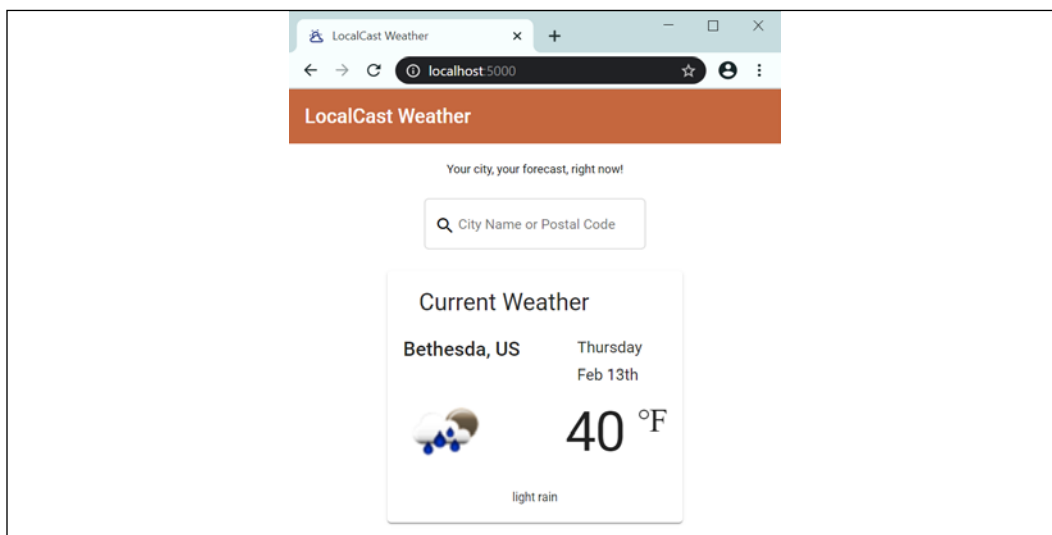 LocalCast Weather
localhost:5000
LocalCast Weather
Your city, your forecast, right now!
City Name or Postal Code
Current Weather
Bethesda, US
Thursday
Feb 13th
40 °F
light rain